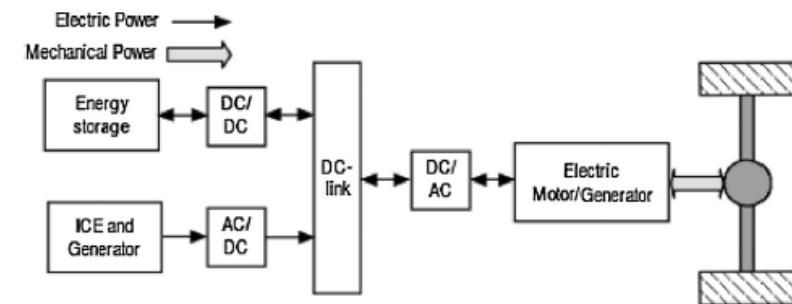 Electric Power
Mechanical Power
Energy
storage
DC/
DC
DC-
link
DC/
AC
Electric
Motor/Generator
ICE and
Generator
AC/
DC